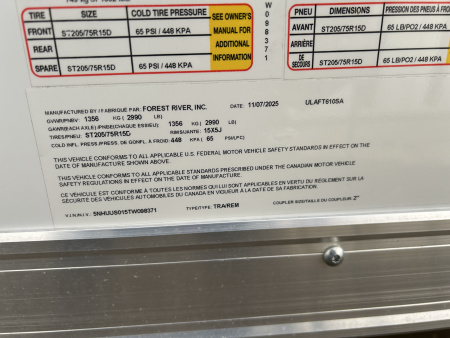 TIRE SIZE COLD TIRE PRESSURE SEE OWNER'S MANUAL FOR ADDITIONAL INFORMATION
FRONT ST205/75R15D 65 PSI / 448 KPA
REAR
SPARE ST205/75R15D 65 PSI / 448 KPA
W098371
PNEU DIMENSIONS PRESSION DES PNEUS À
AVANT ST205/75R15D 65 LB/PO2 / 448 KPA
ARRIÈRE
DE SECOURS ST205/75R15D 65 LB/PO2 / 448 KPA
MANUFACTURED BY / FABRIQUÉ PAR: FOREST RIVER, INC. DATE: 11/07/2025 ULAFT610SA
GVWR/PNBV: 1356 KG.( 2990 LB)
GAWR(EACH AXLE)/PNBE(CHAQUE ESSIEU): 1356 KG.( 2990 LB)
TIRES/PNEU: ST205/75R15D RIMS/JANTE: 15X5J
COLD INFL. PRESS./PRESS. DE GONFL. À FROID: 448 KPA( 65 PSI/LPC)
THIS VEHICLE CONFORMS TO ALL APPLICABLE U.S. FEDERAL MOTOR VEHICLE SAFETY STANDARDS IN EFFECT ON THE
DATE OF MANUFACTURE SHOWN ABOVE.
THIS VEHICLE CONFORMS TO ALL APPLICABLE STANDARDS PRESCRIBED UNDER THE CANADIAN MOTOR VEHICLE
SAFETY REGULATIONS IN EFFECT ON THE DATE OF MANUFACTURE.
CE VÉHICULE EST CONFORME À TOUTES LES NORMES QUI LUI SONT APPLICABLES EN VERTU DU RÈGLEMENT SUR LA
SÉCURITÉ DES VÉHICULES AUTOMOBILES DU CANADA EN VIGUEUR À LA DATE DE SA FABRICATION.
V.I.N./N.I.V.: 5NHUUS015TW098371 TYPE/TYPE: TRA/REM COUPLER SIZE/TAILLE DU COUPLEUR: 2"